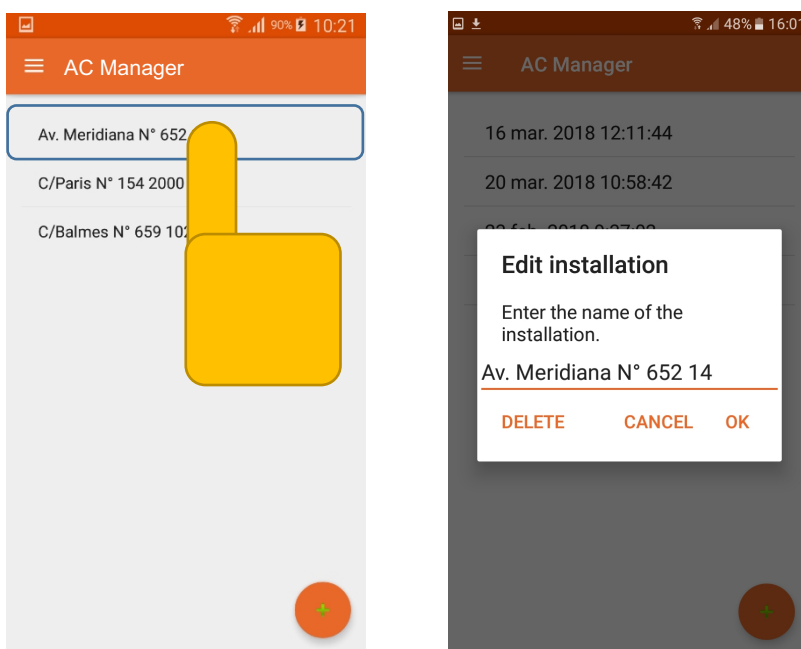 90% 10:21
AC Manager
Av. Meridiana N° 652
C/Paris N° 154 2000
C/Balmes N° 659
48% 16:01
AC Manager
16 mar. 2018 12:11:44
20 mar. 2018 10:58:42
Edit installation
Enter the name of the
installation.
Av. Meridiana N° 652 14
DELETE CANCEL OK